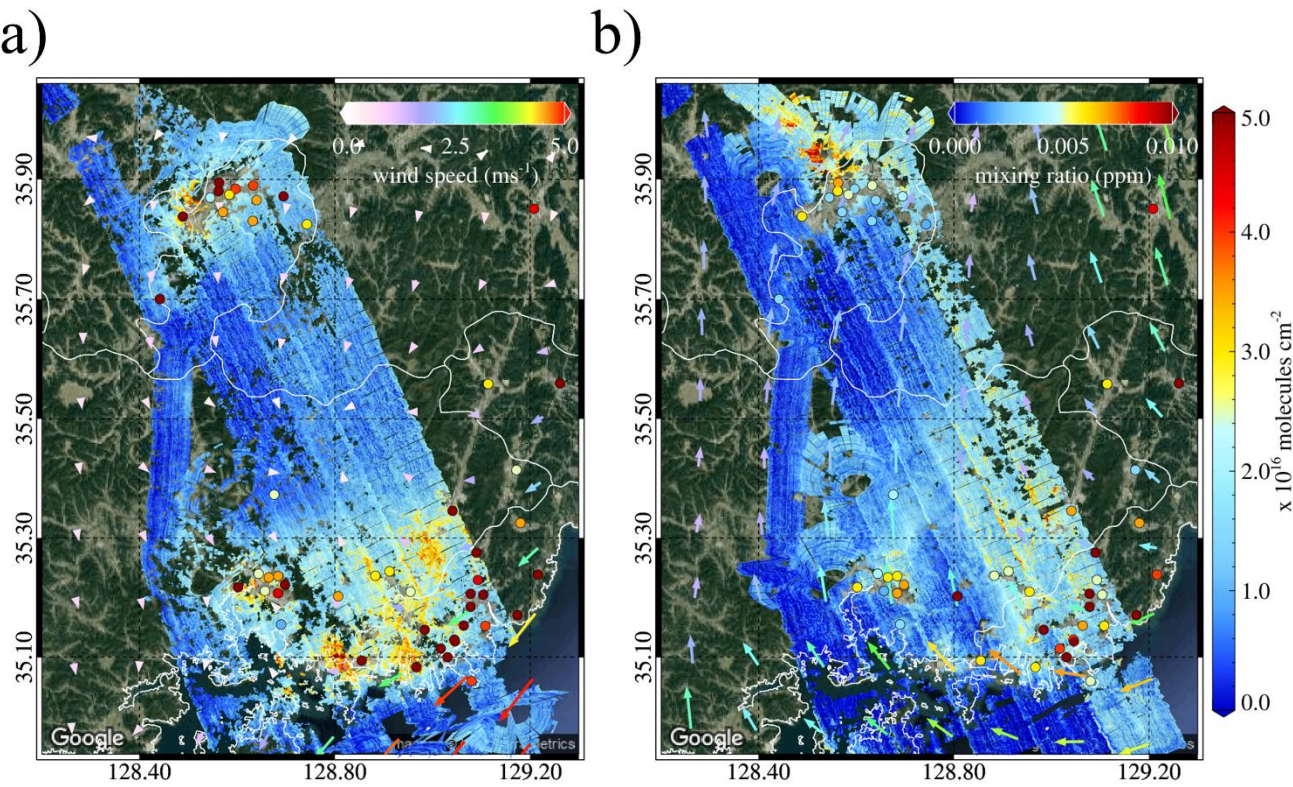 a)
b)
0.0 2.5 5.0
wind speed (ms-1)
0.000 0.005 0.010
mixing ratio (ppm)
35.90
35.70
35.50
35.30
35.10
128.40 128.80 129.20
Google
35.90
35.70
35.50
35.30
35.10
128.40 128.80 129.20
Google
5.0
4.0
3.0
2.0
1.0
0.0
x 10^16 molecules cm^-2